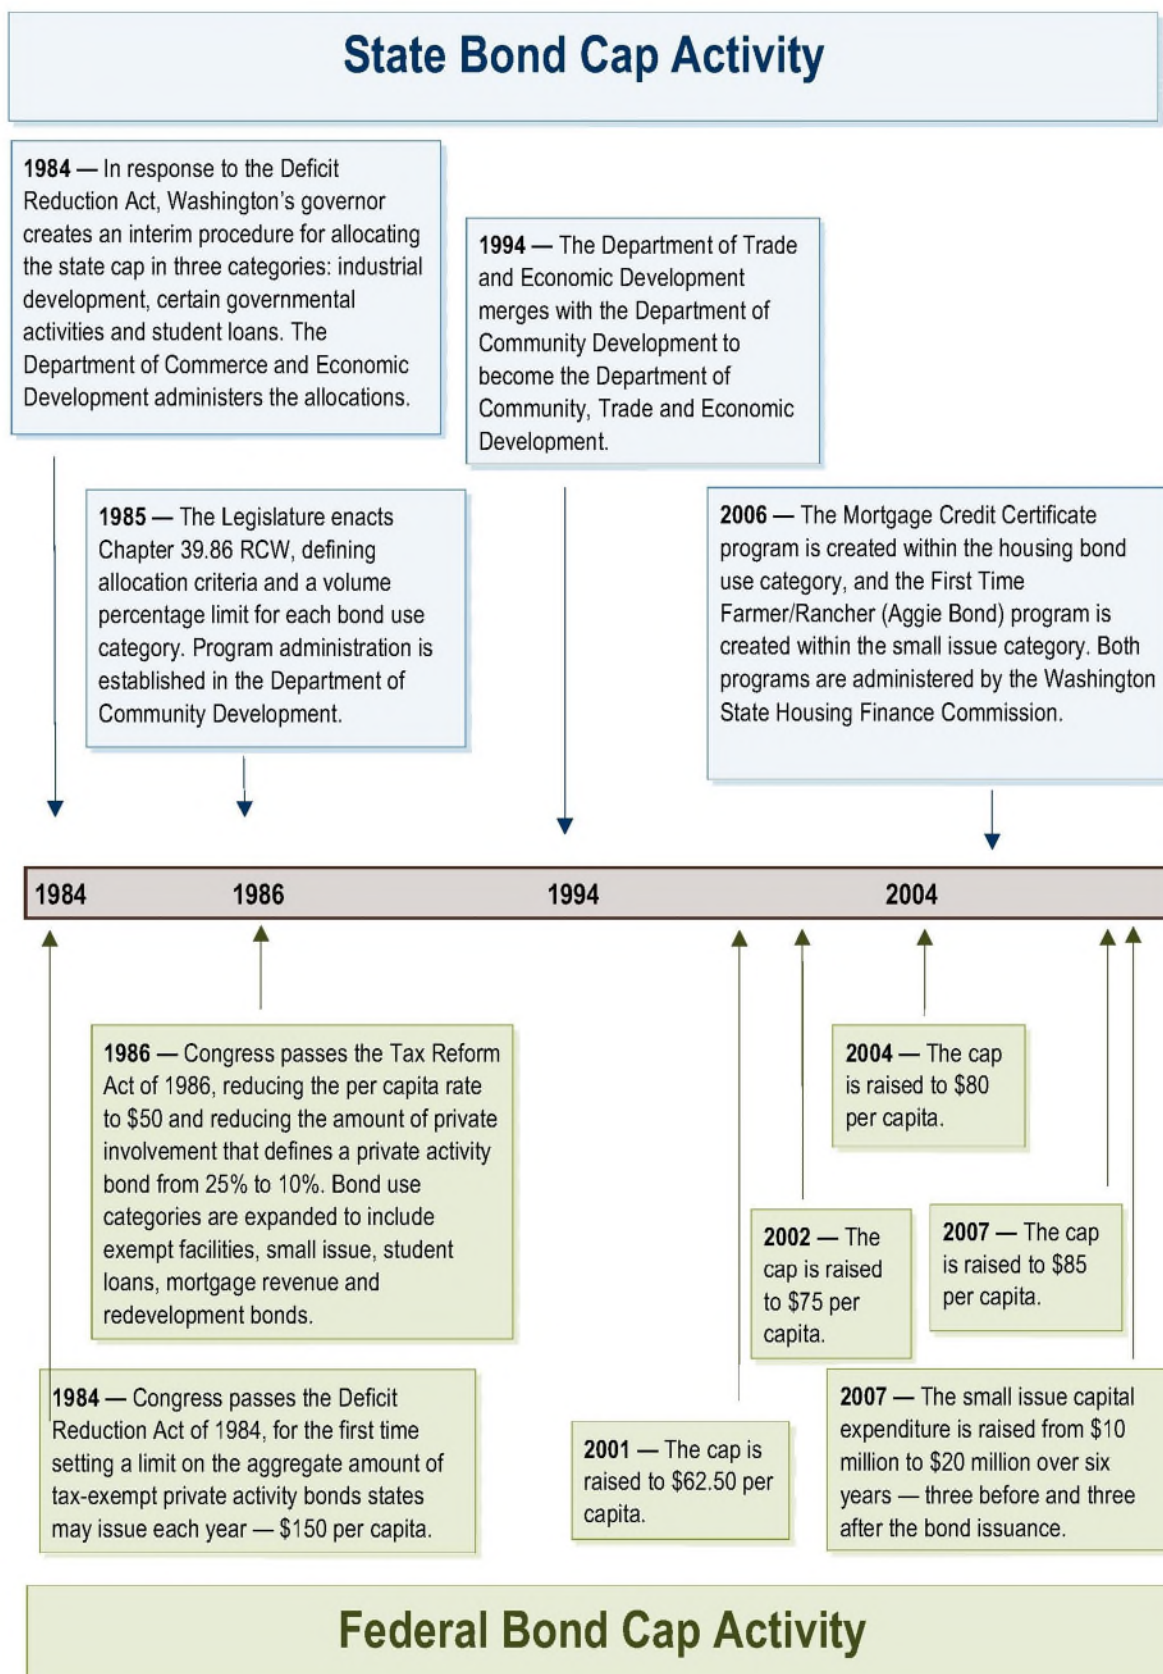 State Bond Cap Activity
1984 — In response to the Deficit
Reduction Act, Washington's governor
creates an interim procedure for allocating
the state cap in three categories: industrial
development, certain governmental
activities and student loans. The
Department of Commerce and Economic
Development administers the allocations.
1994 — The Department of Trade
and Economic Development
merges with the Department of
Community Development to
become the Department of
Community, Trade and Economic
Development.
1985 — The Legislature enacts
Chapter 39.86 RCW, defining
allocation criteria and a volume
percentage limit for each bond use
category. Program administration is
established in the Department of
Community Development.
2006 — The Mortgage Credit Certificate
program is created within the housing bond
use category, and the First Time
Farmer/Rancher (Aggie Bond) program is
created within the small issue category. Both
programs are administered by the Washington
State Housing Finance Commission.
1984 1986 1994 2004
1986 — Congress passes the Tax Reform
Act of 1986, reducing the per capita rate
to $50 and reducing the amount of private
involvement that defines a private activity
bond from 25% to 10%. Bond use
categories are expanded to include
exempt facilities, small issue, student
loans, mortgage revenue and
redevelopment bonds.
2004 — The cap
is raised to $80
per capita.
2002 — The
cap is raised
to $75 per
capita.
2007 — The cap
is raised to $85
per capita.
1984 — Congress passes the Deficit
Reduction Act of 1984, for the first time
setting a limit on the aggregate amount of
tax-exempt private activity bonds states
may issue each year — $150 per capita.
2001 — The cap is
raised to $62.50 per
capita.
2007 — The small issue capital
expenditure is raised from $10
million to $20 million over six
years — three before and three
after the bond issuance.
Federal Bond Cap Activity